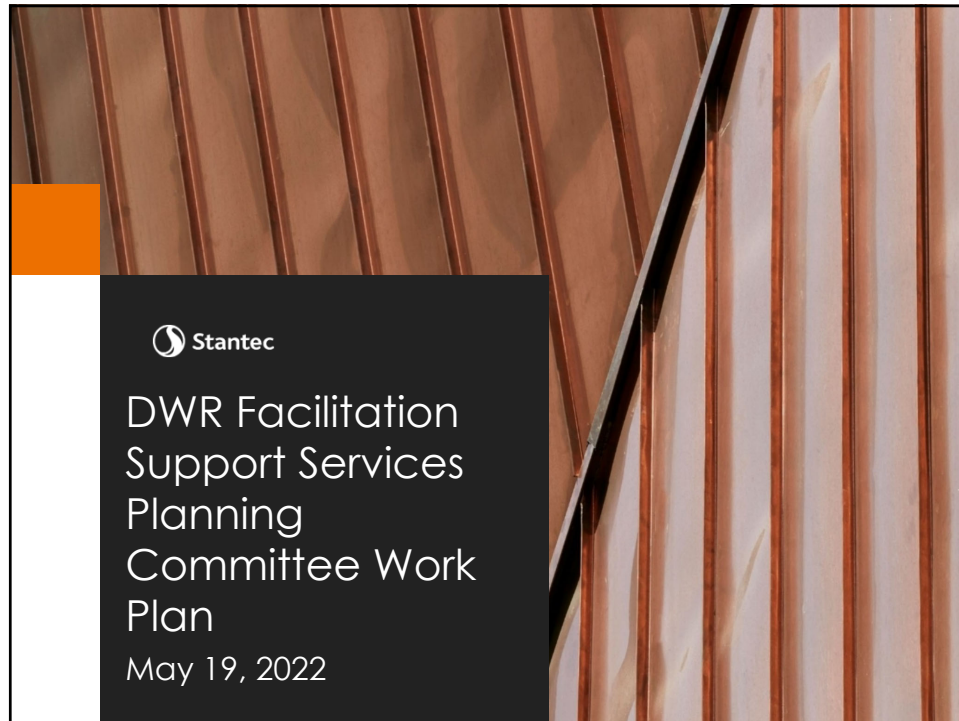 Stantec
DWR Facilitation
Support Services
Planning
Committee Work
Plan
May 19, 2022